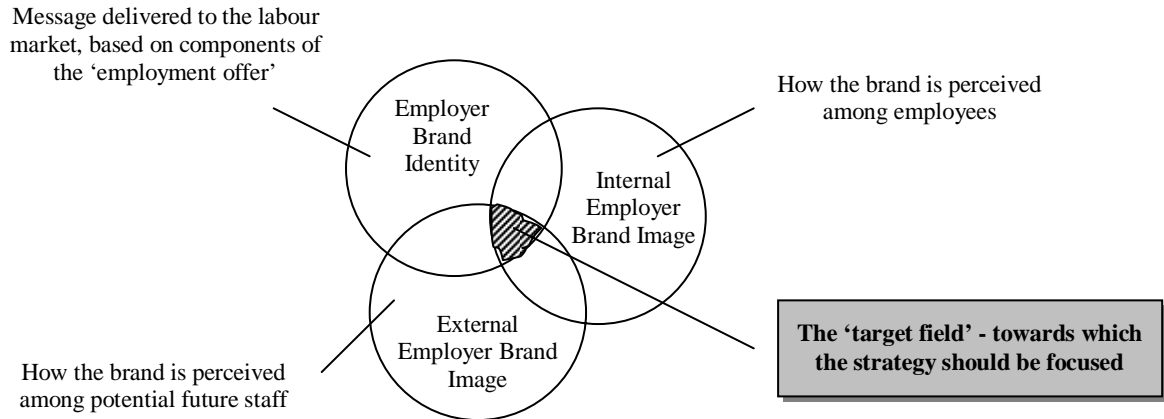 Message delivered to the labour
market, based on components of
the ‘employment offer’
Employer
Brand
Identity
How the brand is perceived
among employees
Internal
Employer
Brand Image
External
Employer Brand
Image
The ‘target field’ - towards which
the strategy should be focused
How the brand is perceived
among potential future staff